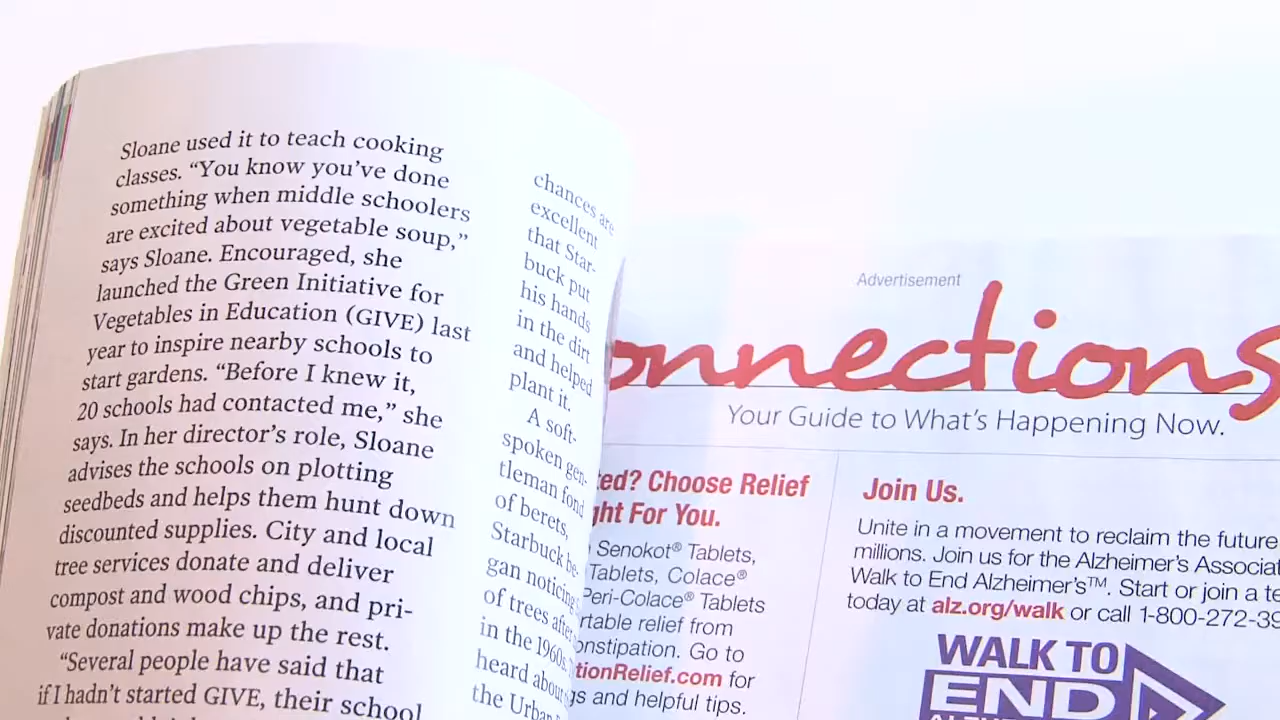 Sloane used it to teach cooking
classes. “You know you’ve done
something when middle schoolers
are excited about vegetable soup,”
says Sloane. Encouraged, she
launched the Green Initiative for
Vegetables in Education (GIVE) last
year to inspire nearby schools to
start gardens. “Before I knew it,
20 schools had contacted me,” she
says. In her director’s role, Sloane
advises the schools on plotting
seedbeds and helps them hunt down
discounted supplies. City and local
tree services donate and deliver
compost and wood chips, and pri-
vate donations make up the rest.
“Several people have said that
if I hadn’t started GIVE, their school
chances are
excellent
that Star-
buck put
his hands
in the dirt
and helped
plant it.
A soft-
spoken gen-
tleman fond
of berets,
Starbuck be-
gan noticing
of trees after
in the 1960s.
heard about
the Urban
Advertisement
onnections
Your Guide to What’s Happening Now.
ted? Choose Relief
ght For You.
Senokot® Tablets,
Tablets, Colace®
Peri-Colace® Tablets
rtable relief from
onstipation. Go to
tionRelief.com for
gs and helpful tips.
Join Us.
Unite in a movement to reclaim the future
millions. Join us for the Alzheimer’s Associat
Walk to End Alzheimer’s™. Start or join a te
today at alz.org/walk or call 1-800-272-39
WALK TO
END